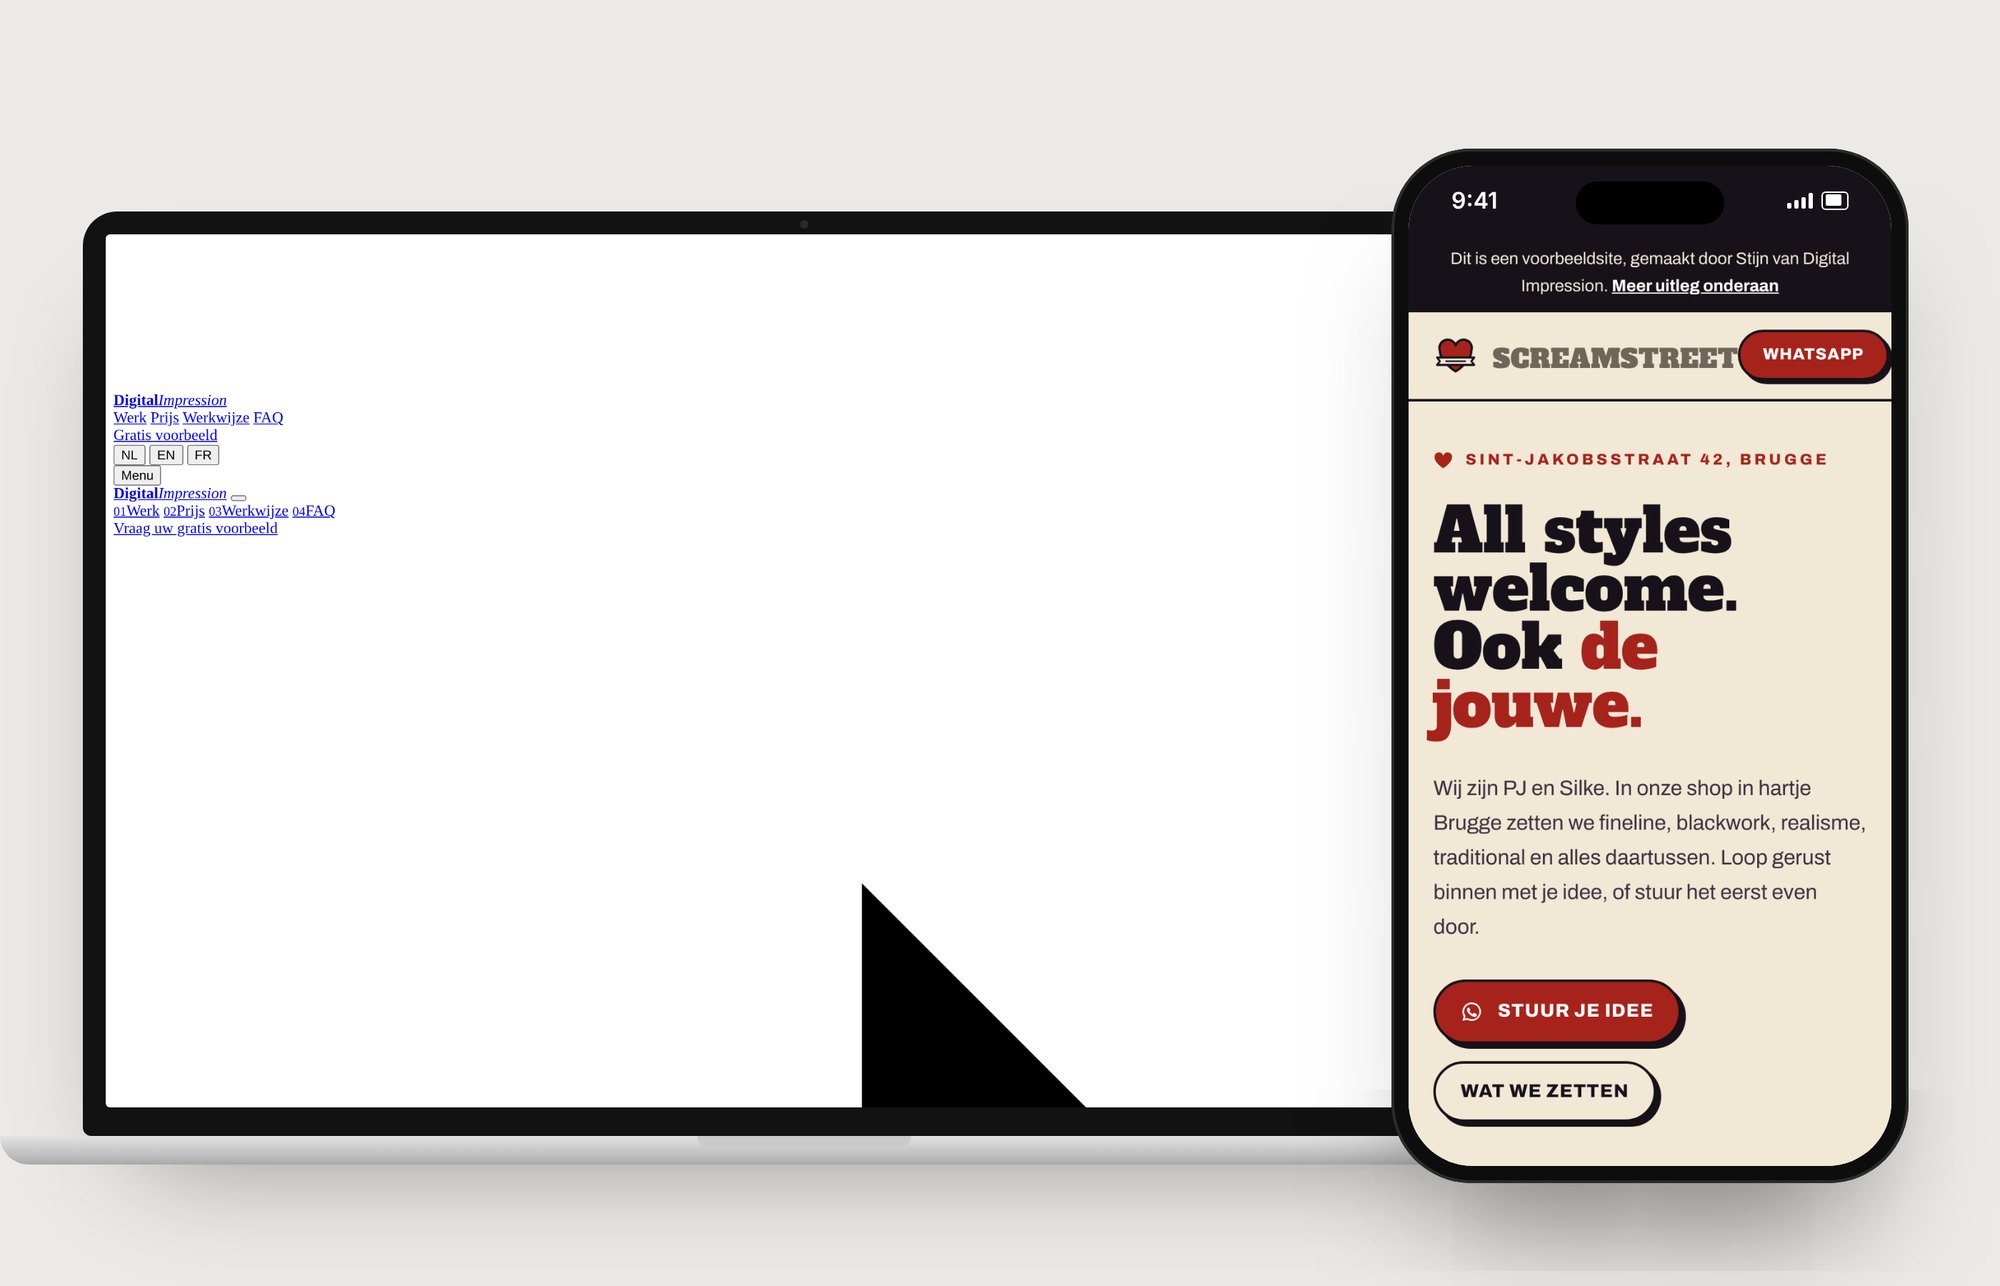 DigitalImpression
Werk Prijs Werkwijze FAQ
Gratis voorbeeld
NL EN FR
Menu
DigitalImpression
01Werk 02Prijs 03Werkwijze 04FAQ
Vraag uw gratis voorbeeld
9:41
Dit is een voorbeeldsite, gemaakt door Stijn van Digital
Impression. Meer uitleg onderaan
SCREAMSTREET WHATSAPP
SINT-JAKOBSSTRAAT 42, BRUGGE
All styles
welcome.
Ook de
jouwe.
Wij zijn PJ en Silke. In onze shop in hartje
Brugge zetten we fineline, blackwork, realisme,
traditional en alles daartussen. Loop gerust
binnen met je idee, of stuur het eerst even
door.
STUUR JE IDEE
WAT WE ZETTEN